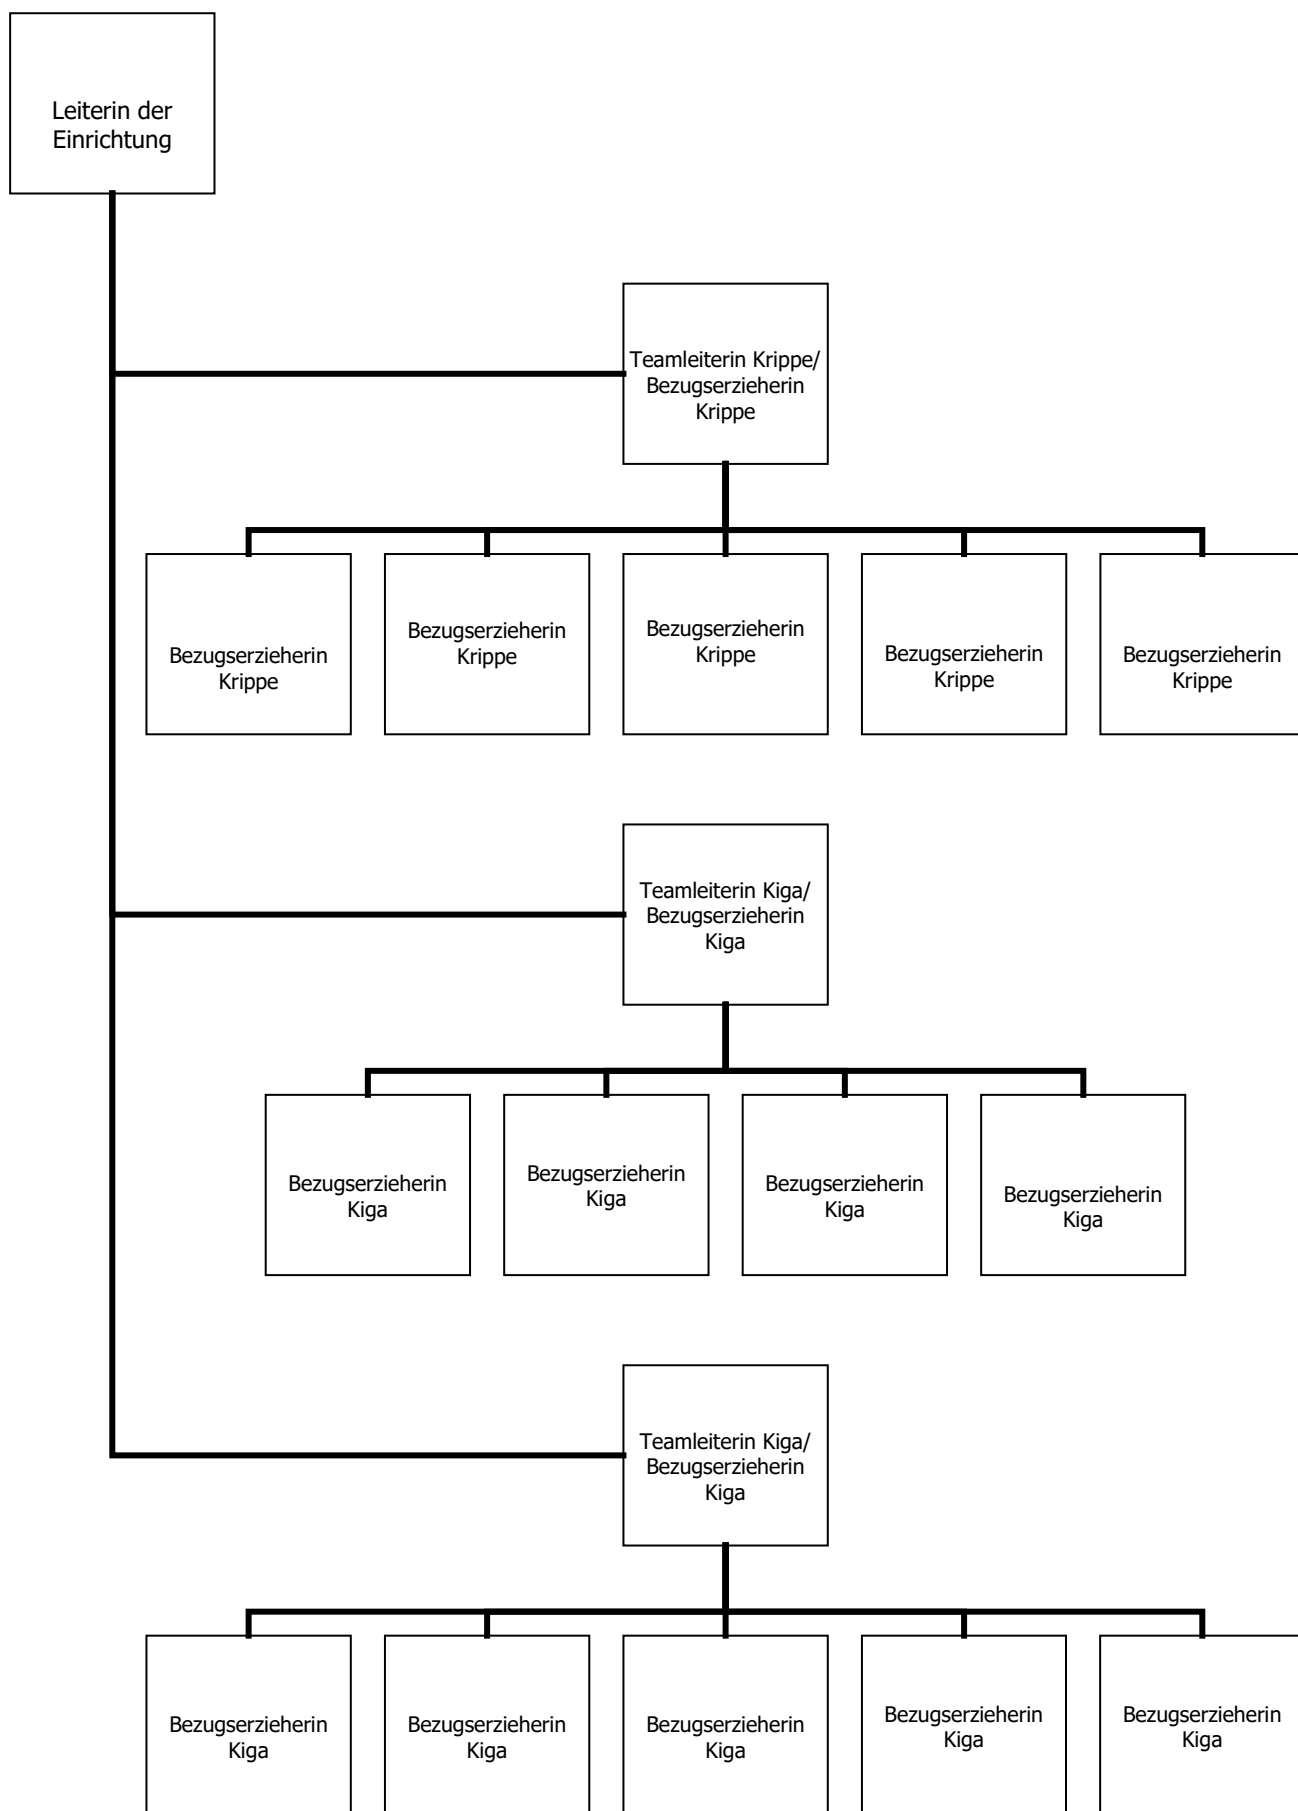 Leiterin der
Einrichtung
Teamleiterin Krippe/
Bezugserzieherin
Krippe
Bezugserzieherin
Krippe
Bezugserzieherin
Krippe
Bezugserzieherin
Krippe
Bezugserzieherin
Krippe
Bezugserzieherin
Krippe
Teamleiterin Kiga/
Bezugserzieherin
Kiga
Bezugserzieherin
Kiga
Bezugserzieherin
Kiga
Bezugserzieherin
Kiga
Bezugserzieherin
Kiga
Teamleiterin Kiga/
Bezugserzieherin
Kiga
Bezugserzieherin
Kiga
Bezugserzieherin
Kiga
Bezugserzieherin
Kiga
Bezugserzieherin
Kiga
Bezugserzieherin
Kiga